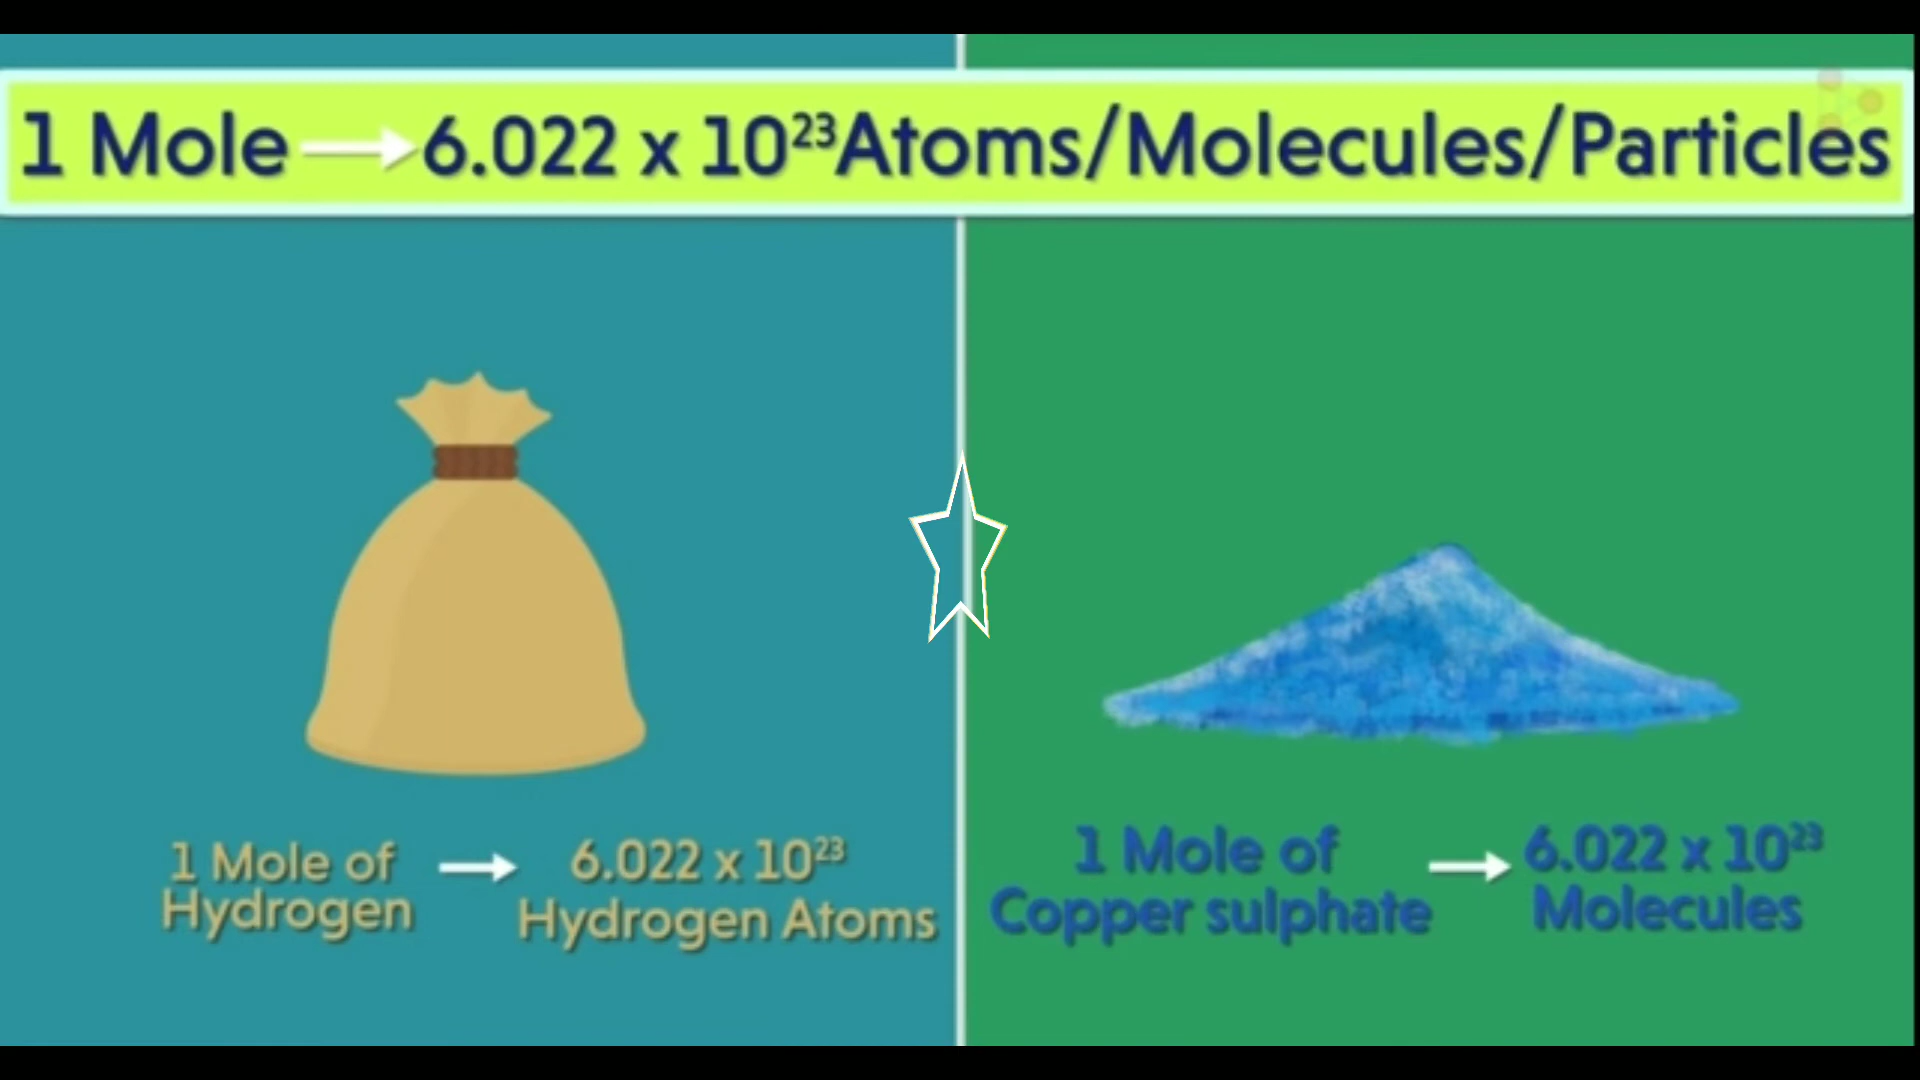 1 Mole → 6.022 x 10²³ Atoms/Molecules/Particles
1 Mole of
Hydrogen
→ 6.022 x 10²³
Hydrogen Atoms
1 Mole of
Copper sulphate
→ 6.022 x 10²³
Molecules